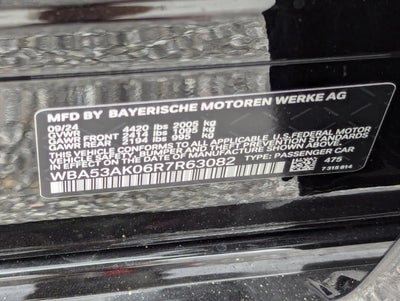 MFD BY BAYERISCHE MOTOREN WERKE AG
09/24
GVWR 4420 lbs 2005 kg
GAWR FRONT 2414 lbs 1095 kg
GAWR REAR 2194 lbs 995 kg
THIS VEHICLE CONFORMS TO ALL APPLICABLE U.S. FEDERAL MOTOR
VEHICLE SAFETY, BUMPER, AND THEFT PREVENTION STANDARDS
IN EFFECT ON THE DATE OF MANUFACTURE SHOWN ABOVE.
WBA53AK06R7R63082 TYPE: PASSENGER CAR
475
7 318 614